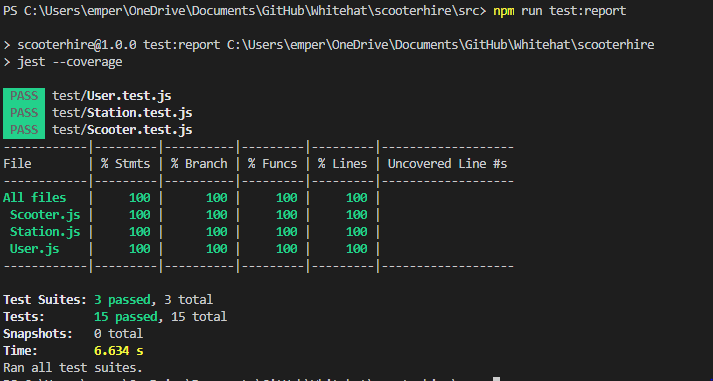 PS C:\Users\emper\OneDrive\Documents\GitHub\Whitehat\scooterhire\src> npm run test:report
> scooterhire@1.0.0 test:report C:\Users\emper\OneDrive\Documents\GitHub\Whitehat\scooterhire
> jest --coverage
PASS test/User.test.js
PASS test/Station.test.js
PASS test/Scooter.test.js
------------|---------|----------|---------|---------|-------------------
File        | % Stmts | % Branch | % Funcs | % Lines | Uncovered Line #s
------------|---------|----------|---------|---------|-------------------
All files   |     100 |      100 |     100 |     100 |
 Scooter.js |     100 |      100 |     100 |     100 |
 Station.js |     100 |      100 |     100 |     100 |
 User.js    |     100 |      100 |     100 |     100 |
------------|---------|----------|---------|---------|-------------------
Test Suites: 3 passed, 3 total
Tests:       15 passed, 15 total
Snapshots:   0 total
Time:        6.634 s
Ran all test suites.